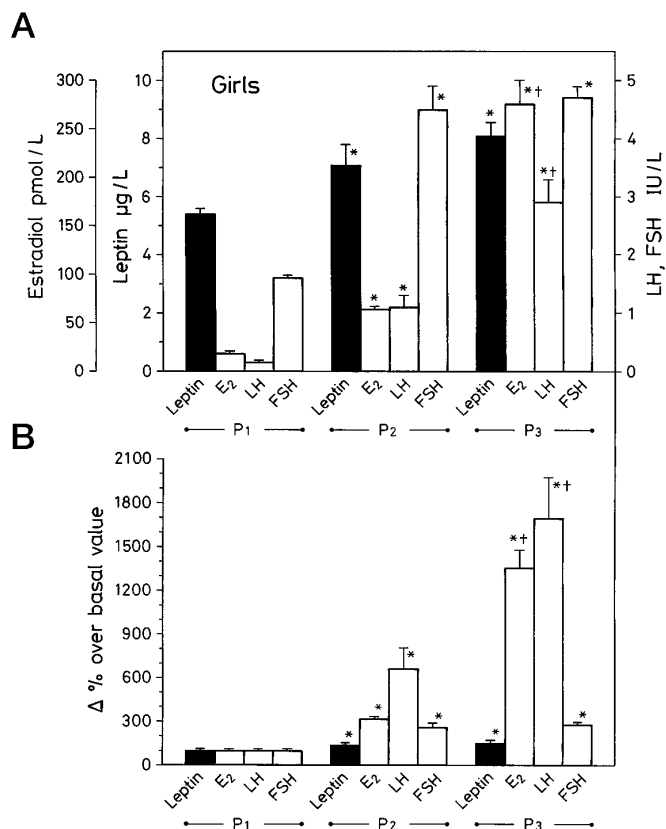 A
Girls
Estradiol pmol / L
300
250
200
150
100
50
0
Leptin µg / L
10
8
6
4
2
0
LH, FSH IU/L
5
4
3
2
1
0
*
* *
*
*
*†
*†
*
Leptin E₂ LH FSH Leptin E₂ LH FSH Leptin E₂ LH FSH
P₁ P₂ P₃
B
Δ % over basal value
2100
1800
1500
1200
900
600
300
0
* * * *
* *† *† *
Leptin E₂ LH FSH Leptin E₂ LH FSH Leptin E₂ LH FSH
P₁ P₂ P₃